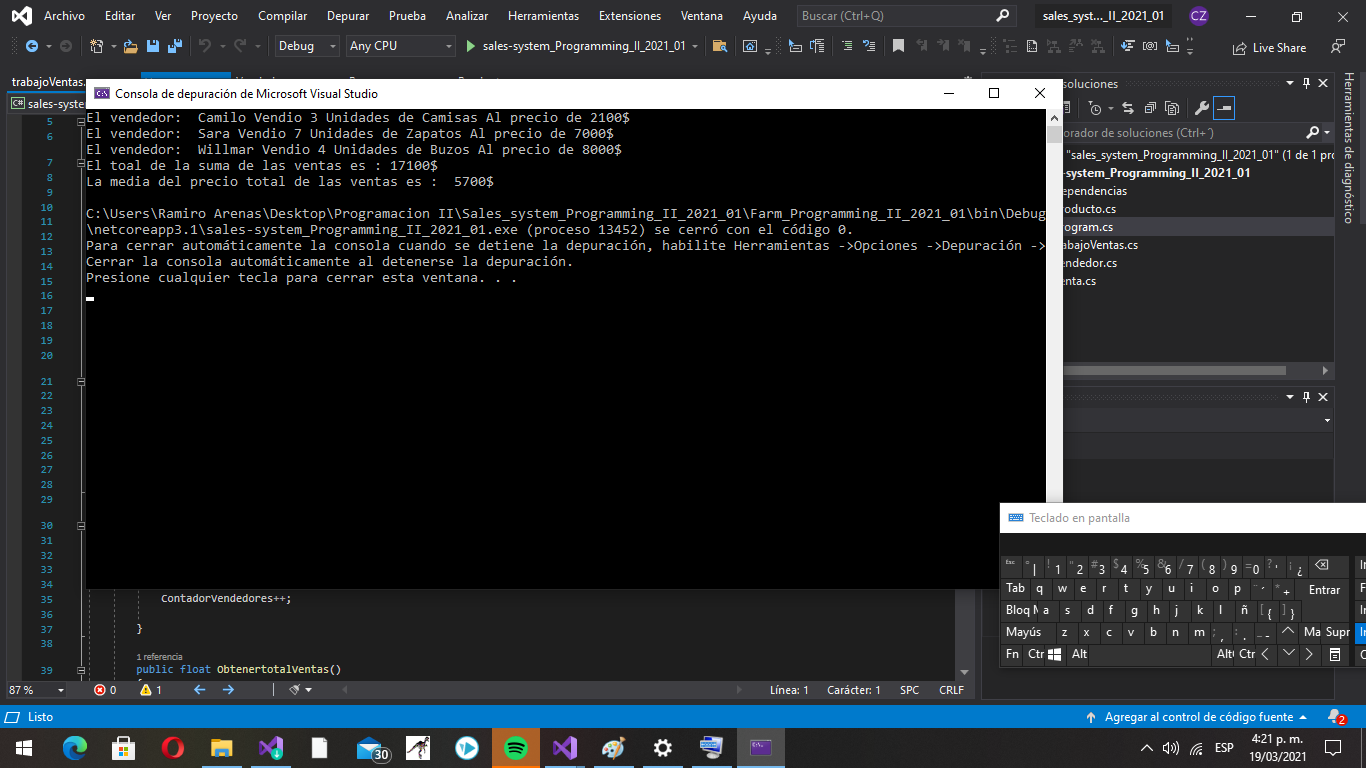 Archivo Editar Ver Proyecto Compilar Depurar Prueba Analizar Herramientas Extensiones Ventana Ayuda Buscar (Ctrl+Q) sales_syst..._II_2021_01 CZ
Debug Any CPU sales-system_Programming_II_2021_01 Live Share
trabajoVentas.
soluciones
Consola de depuración de Microsoft Visual Studio
C# sales-syste
El vendedor: Camilo Vendio 3 Unidades de Camisas Al precio de 2100$
El vendedor: Sara Vendio 7 Unidades de Zapatos Al precio de 7000$
El vendedor: Willmar Vendio 4 Unidades de Buzos Al precio de 8000$
El toal de la suma de las ventas es : 17100$
La media del precio total de las ventas es : 5700$
C:\Users\Ramiro Arenas\Desktop\Programacion II\Sales_system_Programming_II_2021_01\Farm_Programming_II_2021_01\bin\Debug
\netcoreapp3.1\sales-system_Programming_II_2021_01.exe (proceso 13452) se cerró con el código 0.
Para cerrar automáticamente la consola cuando se detiene la depuración, habilite Herramientas ->Opciones ->Depuración ->
Cerrar la consola automáticamente al detenerse la depuración.
Presione cualquier tecla para cerrar esta ventana. . .
5
6
7
8
9
10
11
12
13
14
15
16
17
18
19
20
21
22
23
24
25
26
27
28
29
30
31
32
33
34
35 ContadorVendedores++;
36
37 }
38
1 referencia
39 public float ObtenertotalVentas()
orador de soluciones (Ctrl+´)
"sales_system_Programming_II_2021_01" (1 de 1 pro
-system_Programming_II_2021_01
ependencias
oducto.cs
ogram.cs
abajoVentas.cs
endedor.cs
enta.cs
Herramientas de diagnóstico
Teclado en pantalla
esc ° | ! 1 " 2 # 3 $ 4 % 5 & 6 / 7 ( 8 ) 9 = 0 ? ' ¡ ¿
Tab q w e r t y u i o p ¨ ´ * + Entrar
Bloq M a s d f g h j k l ñ [ { ] }
Mayús z x c v b n m ; , : . _ - Ma Supr
Fn Ctr Alt Alt Ctr
87 % 0 1 Línea: 1 Carácter: 1 SPC CRLF
Listo Agregar al control de código fuente 2
30 ESP 4:21 p. m.
19/03/2021